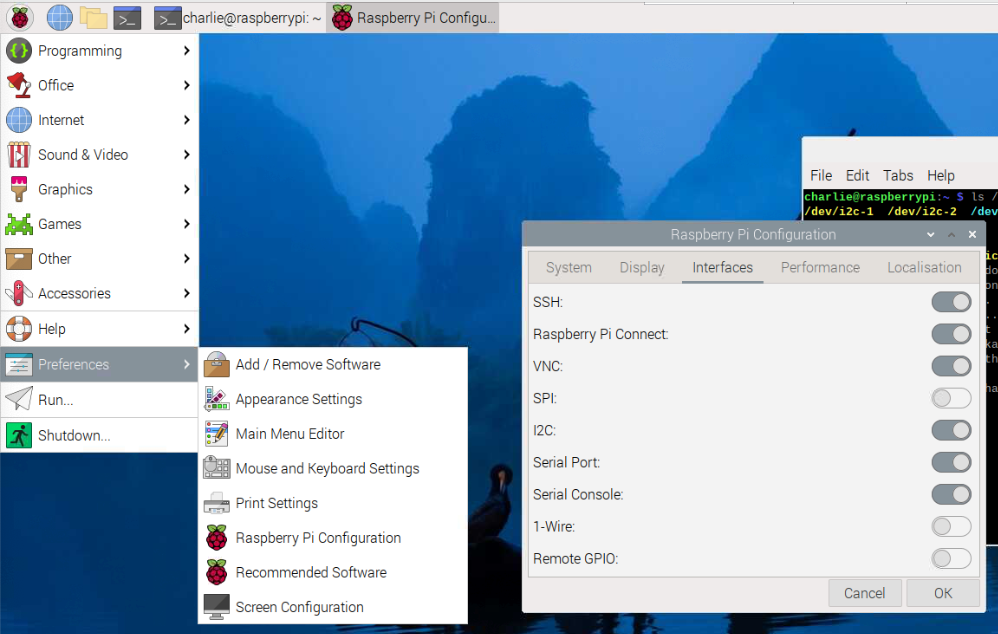 charlie@raspberrypi: ~
Raspberry Pi Configu...
Programming
Office
Internet
Sound & Video
Graphics
Games
Other
Accessories
Help
Preferences
Run...
Shutdown...
Add / Remove Software
Appearance Settings
Main Menu Editor
Mouse and Keyboard Settings
Print Settings
Raspberry Pi Configuration
Recommended Software
Screen Configuration
File Edit Tabs Help
charlie@raspberrypi:~ $ ls /
/dev/i2c-1 /dev/i2c-2 /dev
Raspberry Pi Configuration
System Display Interfaces Performance Localisation
SSH:
Raspberry Pi Connect:
VNC:
SPI:
I2C:
Serial Port:
Serial Console:
1-Wire:
Remote GPIO:
Cancel OK